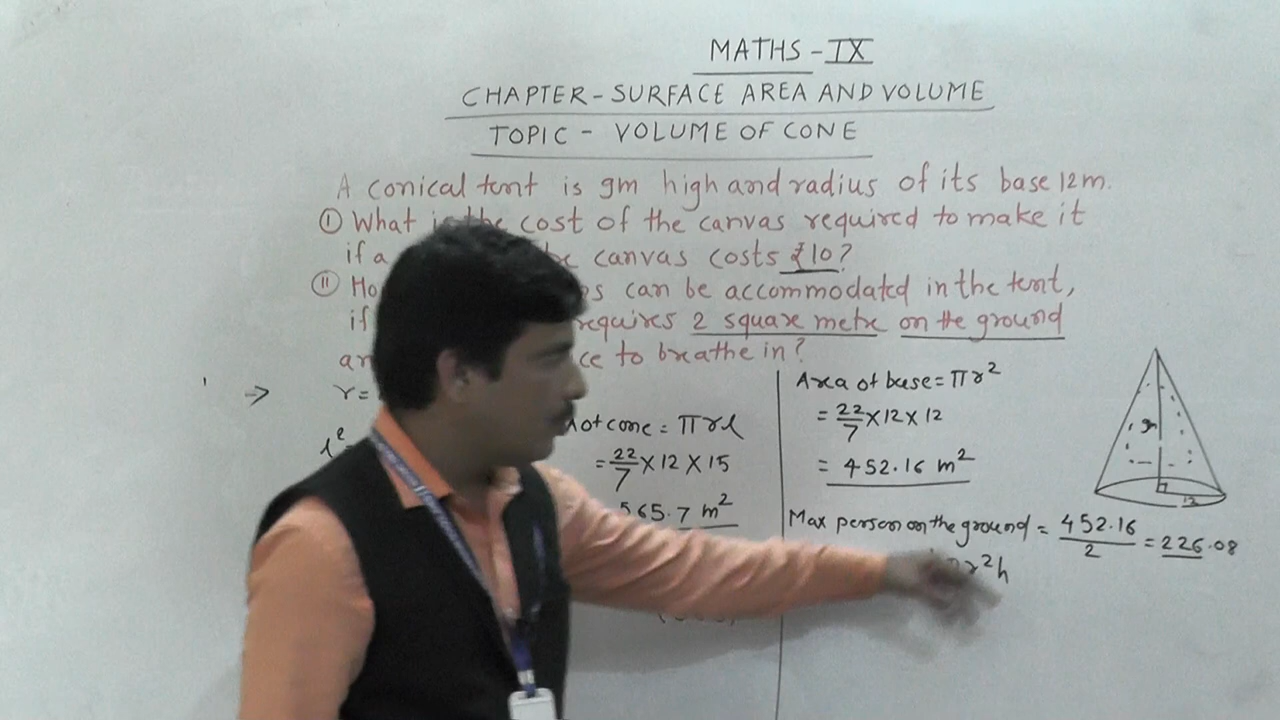 MATHS - IX
CHAPTER - SURFACE AREA AND VOLUME
TOPIC - VOLUME OF CONE
A conical tent is 9m high and radius of its base 12m.
① What is the cost of the canvas required to make it
if a canvas costs ₹10?
② Ho can be accommodated in the tent,
if requires 2 square metre on the ground
an to breathe in?
→ r =
l² =
of cone = πrl
= 22/7 × 12 × 15
565.7 m²
Area of base = πr²
= 22/7 × 12 × 12
= 452.16 m²
Max person on the ground = 452.16/2 = 226.08
πr²h
9m
12